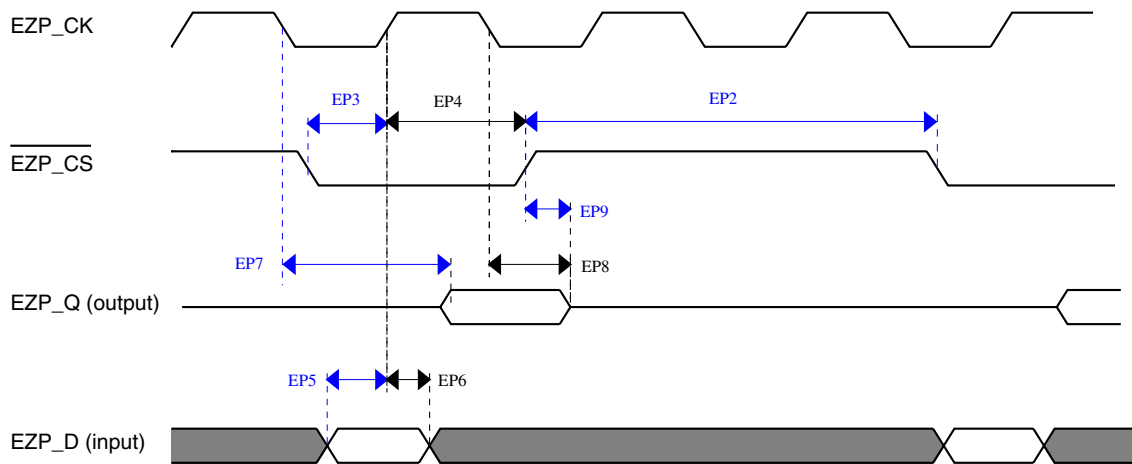 EZP_CK
EP3
EP4
EP2
EZP_CS
EP9
EP7
EP8
EZP_Q (output)
EP5
EP6
EZP_D (input)